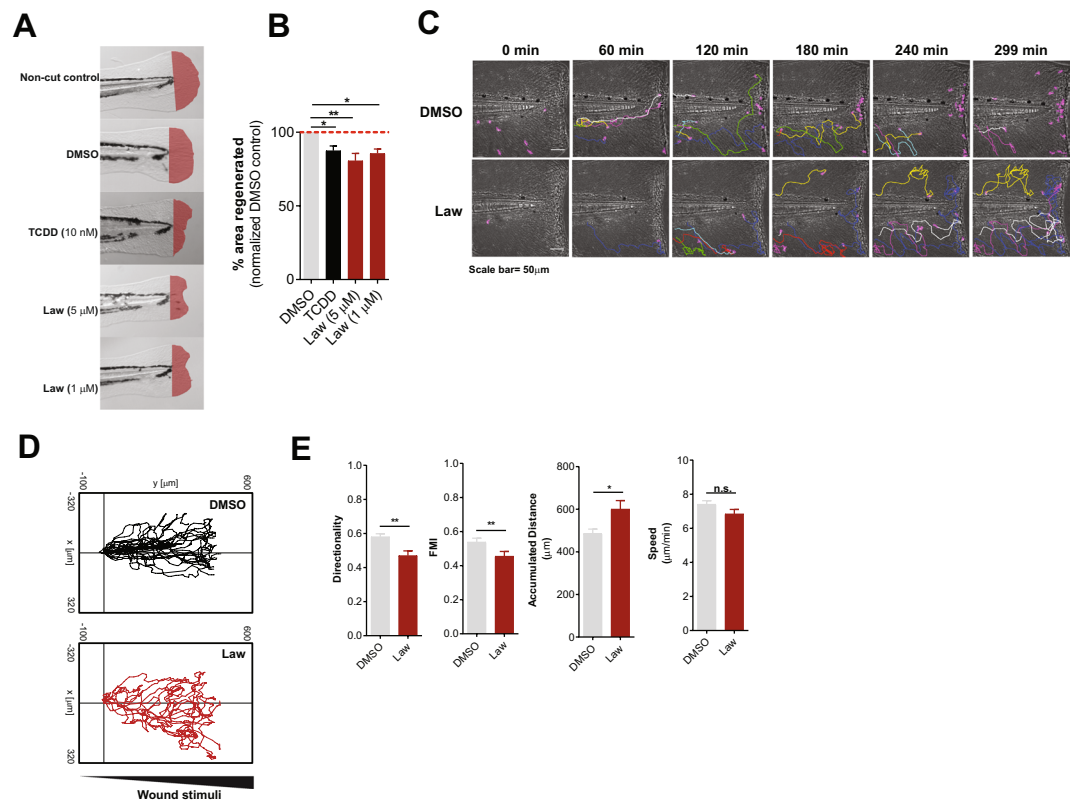 A
Non-cut control
DMSO
TCDD (10 nM)
Law (5 μM)
Law (1 μM)
B
% area regenerated
(normalized DMSO control)
100
50
0
*
**
*
DMSO
TCDD
Law (5 μM)
Law (1 μM)
C
0 min 60 min 120 min 180 min 240 min 299 min
DMSO
Law
Scale bar= 50μm
D
-100 y [μm] 600
-320
x [μm]
320
DMSO
-100 y [μm] 600
-320
x [μm]
320
Law
Wound stimuli
E
Directionality
1.0
0.8
0.6
0.4
0.2
0.0
**
DMSO
Law
FMI
1.0
0.8
0.6
0.4
0.2
0.0
**
DMSO
Law
Accumulated Distance
(μm)
800
600
400
200
0
*
DMSO
Law
Speed
(μm/min)
10
8
6
4
2
0
n.s.
DMSO
Law